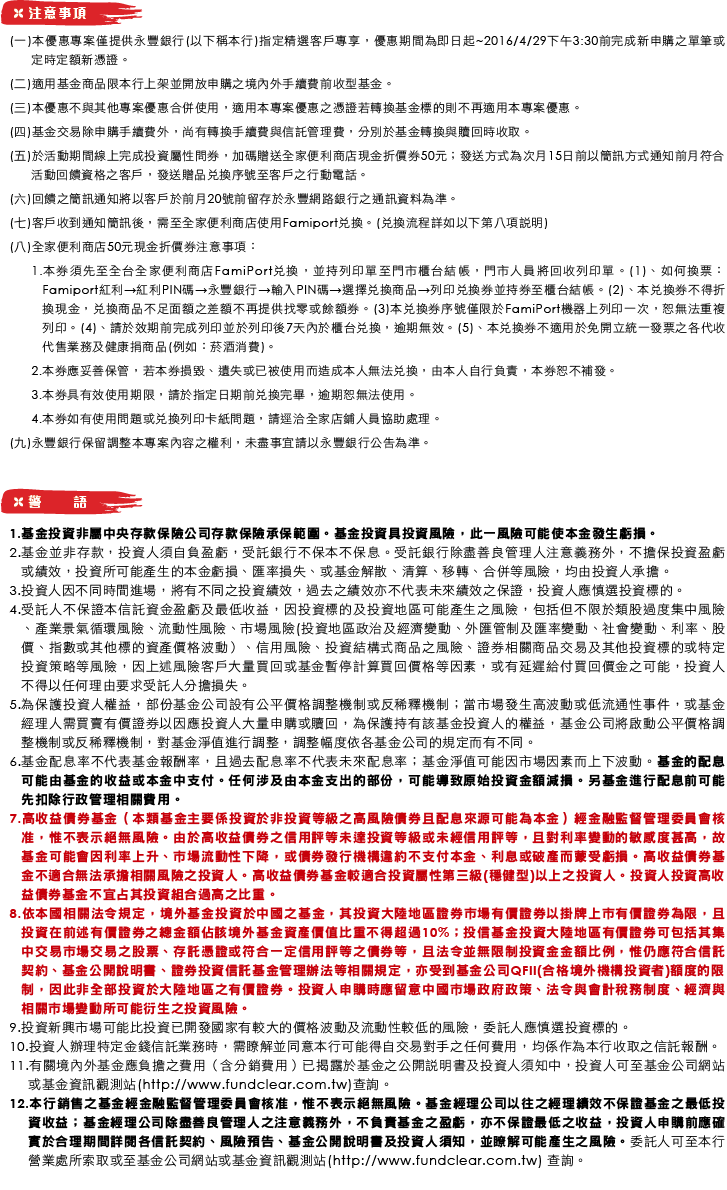 注意事項
(一)本優惠專案僅提供永豐銀行(以下稱本行)指定精選客戶專享，優惠期間為即日起~2016/4/29下午3:30前完成新申購之單筆或
定時定額新憑證。
(二)適用基金商品限本行上架並開放申購之境內外手續費前收型基金。
(三)本優惠不與其他專案優惠合併使用，適用本專案優惠之憑證若轉換基金標的則不再適用本專案優惠。
(四)基金交易除申購手續費外，尚有轉換手續費與信託管理費，分別於基金轉換與贖回時收取。
(五)於活動期間線上完成投資屬性問券，加碼贈送全家便利商店現金折價券50元；發送方式為次月15日前以簡訊方式通知前月符合
活動回饋資格之客戶，發送贈品兌換序號至客戶之行動電話。
(六)回饋之簡訊通知將以客戶於前月20號前留存於永豐網路銀行之通訊資料為準。
(七)客戶收到通知簡訊後，需至全家便利商店使用Famiport兌換。(兌換流程詳如以下第八項說明)
(八)全家便利商店50元現金折價券注意事項：
1.本券須先至全台全家便利商店FamiPort兌換，並持列印單至門市櫃台結帳，門市人員將回收列印單。(1)、如何換票：
Famiport紅利→紅利PIN碼→永豐銀行→輸入PIN碼→選擇兌換商品→列印兌換券並持券至櫃台結帳。(2)、本兌換券不得折
換現金，兌換商品不足面額之差額不再提供找零或餘額券。(3)本兌換券序號僅限於FamiPort機器上列印一次，恕無法重複
列印。(4)、請於效期前完成列印並於列印後7天內於櫃台兌換，逾期無效。(5)、本兌換券不適用於免開立統一發票之各代收
代售業務及健康捐商品(例如：菸酒消費)。
2.本券應妥善保管，若本券損毀、遺失或已被使用而造成本人無法兌換，由本人自行負責，本券恕不補發。
3.本券具有效使用期限，請於指定日期前兌換完畢，逾期恕無法使用。
4.本券如有使用問題或兌換列印卡紙問題，請逕洽全家店鋪人員協助處理。
(九)永豐銀行保留調整本專案內容之權利，未盡事宜請以永豐銀行公告為準。
警 語
1.基金投資非屬中央存款保險公司存款保險承保範圍。基金投資具投資風險，此一風險可能使本金發生虧損。
2.基金並非存款，投資人須自負盈虧，受託銀行不保本不保息。受託銀行除盡善良管理人注意義務外，不擔保投資盈虧
或績效，投資所可能產生的本金虧損、匯率損失、或基金解散、清算、移轉、合併等風險，均由投資人承擔。
3.投資人因不同時間進場，將有不同之投資績效，過去之績效亦不代表未來績效之保證，投資人應慎選投資標的。
4.受託人不保證本信託資金盈虧及最低收益，因投資標的及投資地區可能產生之風險，包括但不限於類股過度集中風險
、產業景氣循環風險、流動性風險、市場風險(投資地區政治及經濟變動、外匯管制及匯率變動、社會變動、利率、股
價、指數或其他標的資產價格波動）、信用風險、投資結構式商品之風險、證券相關商品交易及其他投資標的或特定
投資策略等風險，因上述風險客戶大量買回或基金暫停計算買回價格等因素，或有延遲給付買回價金之可能，投資人
不得以任何理由要求受託人分擔損失。
5.為保護投資人權益，部份基金公司設有公平價格調整機制或反稀釋機制；當市場發生高波動或低流通性事件，或基金
經理人需買賣有價證券以因應投資人大量申購或贖回，為保護持有該基金投資人的權益，基金公司將啟動公平價格調
整機制或反稀釋機制，對基金淨值進行調整，調整幅度依各基金公司的規定而有不同。
6.基金配息率不代表基金報酬率，且過去配息率不代表未來配息率；基金淨值可能因市場因素而上下波動。基金的配息
可能由基金的收益或本金中支付。任何涉及由本金支出的部份，可能導致原始投資金額減損。另基金進行配息前可能
先扣除行政管理相關費用。
7.高收益債券基金（本類基金主要係投資於非投資等級之高風險債券且配息來源可能為本金）經金融監督管理委員會核
准，惟不表示絕無風險。由於高收益債券之信用評等未達投資等級或未經信用評等，且對利率變動的敏感度甚高，故
基金可能會因利率上升、市場流動性下降，或債券發行機構違約不支付本金、利息或破產而蒙受虧損。高收益債券基
金不適合無法承擔相關風險之投資人。高收益債券基金較適合投資屬性第三級(穩健型)以上之投資人。投資人投資高收
益債券基金不宜占其投資組合過高之比重。
8.依本國相關法令規定，境外基金投資於中國之基金，其投資大陸地區證券市場有價證券以掛牌上市有價證券為限，且
投資在前述有價證券之總金額佔該境外基金資產價值比重不得超過10%；投信基金投資大陸地區有價證券可包括其集
中交易市場交易之股票、存託憑證或符合一定信用評等之債券等，且法令並無限制投資金金額比例，惟仍應符合信託
契約、基金公開說明書、證券投資信託基金管理辦法等相關規定，亦受到基金公司QFII(合格境外機構投資者)額度的限
制，因此非全部投資於大陸地區之有價證券。投資人申購時應留意中國市場政府政策、法令與會計稅務制度、經濟與
相關市場變動所可能衍生之投資風險。
9.投資新興市場可能比投資已開發國家有較大的價格波動及流動性較低的風險，委託人應慎選投資標的。
10.投資人辦理特定金錢信託業務時，需瞭解並同意本行可能得自交易對手之任何費用，均係作為本行收取之信託報酬。
11.有關境內外基金應負擔之費用（含分銷費用）已揭露於基金之公開說明書及投資人須知中，投資人可至基金公司網站
或基金資訊觀測站(http://www.fundclear.com.tw)查詢。
12.本行銷售之基金經金融監督管理委員會核准，惟不表示絕無風險。基金經理公司以往之經理績效不保證基金之最低投
資收益；基金經理公司除盡善良管理人之注意義務外，不負責基金之盈虧，亦不保證最低之收益，投資人申購前應確
實於合理期間詳閱各信託契約、風險預告、基金公開說明書及投資人須知，並瞭解可能產生之風險。委託人可至本行
營業處所索取或至基金公司網站或基金資訊觀測站(http://www.fundclear.com.tw) 查詢。